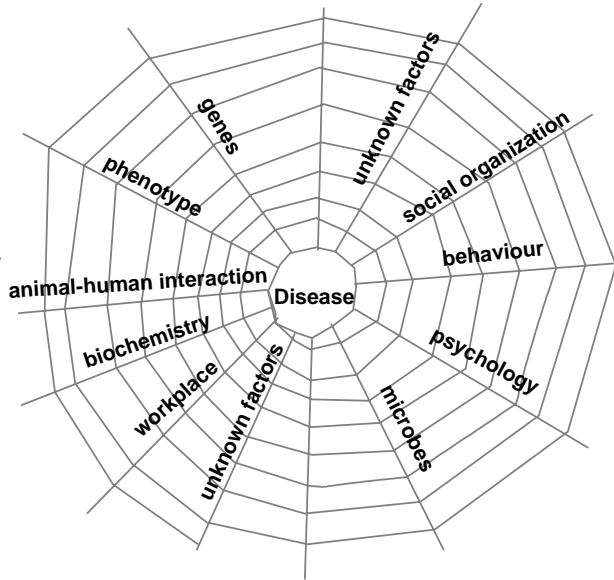 unknown factors
genes
social organization
phenotype
behaviour
animal-human interaction
Disease
biochemistry
psychology
workplace
unknown factors
microbes